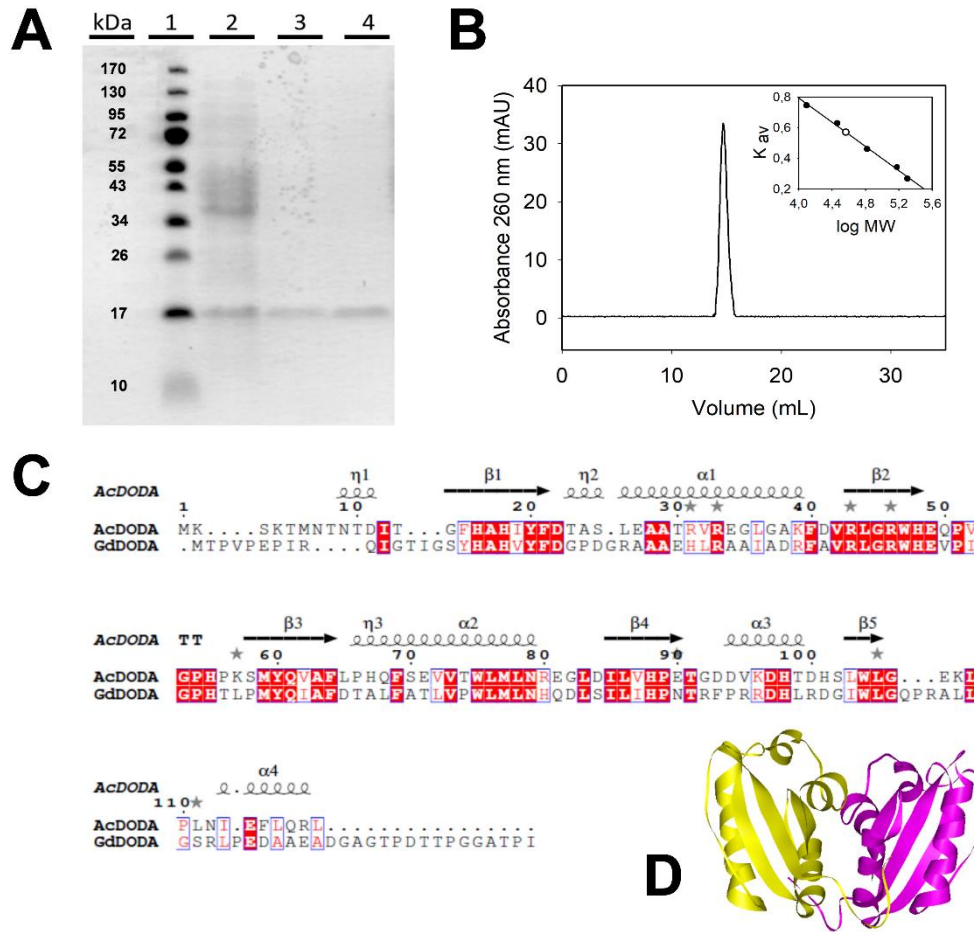 A
kDa 1 2 3 4
170
130
95
72
55
43
34
26
17
10
B
Absorbance 260 nm (mAU)
40
30
20
10
0
0 10 20 30
Volume (mL)
K av
0,8
0,6
0,4
0,2
4,0 4,4 4,8 5,2 5,6
log MW
C
AcDODA η1 β1 η2 α1 β2
1 10 20 30 40 50
AcDODA MK....SKTMNTNTDIT...GFHAHIYFDTAS.LEAATRVREGLGAKFDVRLGRWHEQPV
GdDODA MTPVPEPIR....QIGTIGSYHAHVYFDGPDGRAAAEHLRAAIADRFAVRLGRWHEVPI
AcDODA TT β3 η3 α2 β4 α3 β5
60 70 80 90 100
AcDODA GPHPKSMYQVAFLPHQFSEVVTWLMLNREGLDILVHPETGDDVKDHTDHSLWLG...EKL
GdDODA GPHTLPMYQIAFDTALFATLVPWLMLNHQDLSILVHPNTRFPRRDHLRDHLWLGQPRALL
AcDODA α4
110
AcDODA PLNI.EFLQRL................
GdDODA GSRLPEDAAEADGAGTPDTTPGGATPI
D